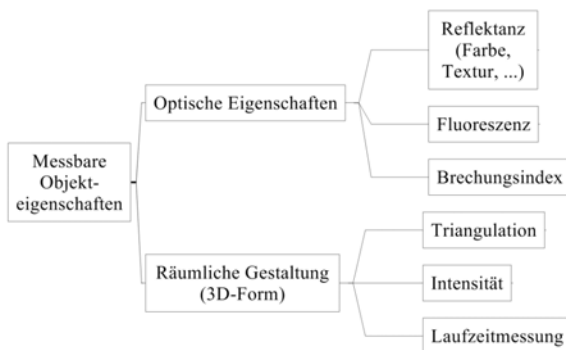 Messbare
Objekt-
eigenschaften
Optische Eigenschaften
Reflektanz
(Farbe,
Textur, ...)
Fluoreszenz
Brechungsindex
Räumliche Gestaltung
(3D-Form)
Triangulation
Intensität
Laufzeitmessung